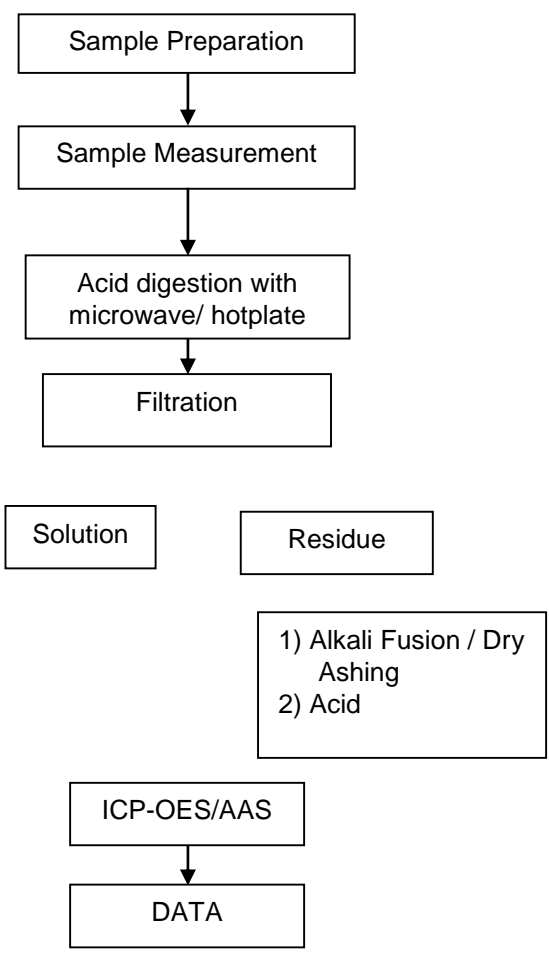 Sample Preparation
Sample Measurement
Acid digestion with
microwave/ hotplate
Filtration
Solution
Residue
1) Alkali Fusion / Dry
Ashing
2) Acid
ICP-OES/AAS
DATA